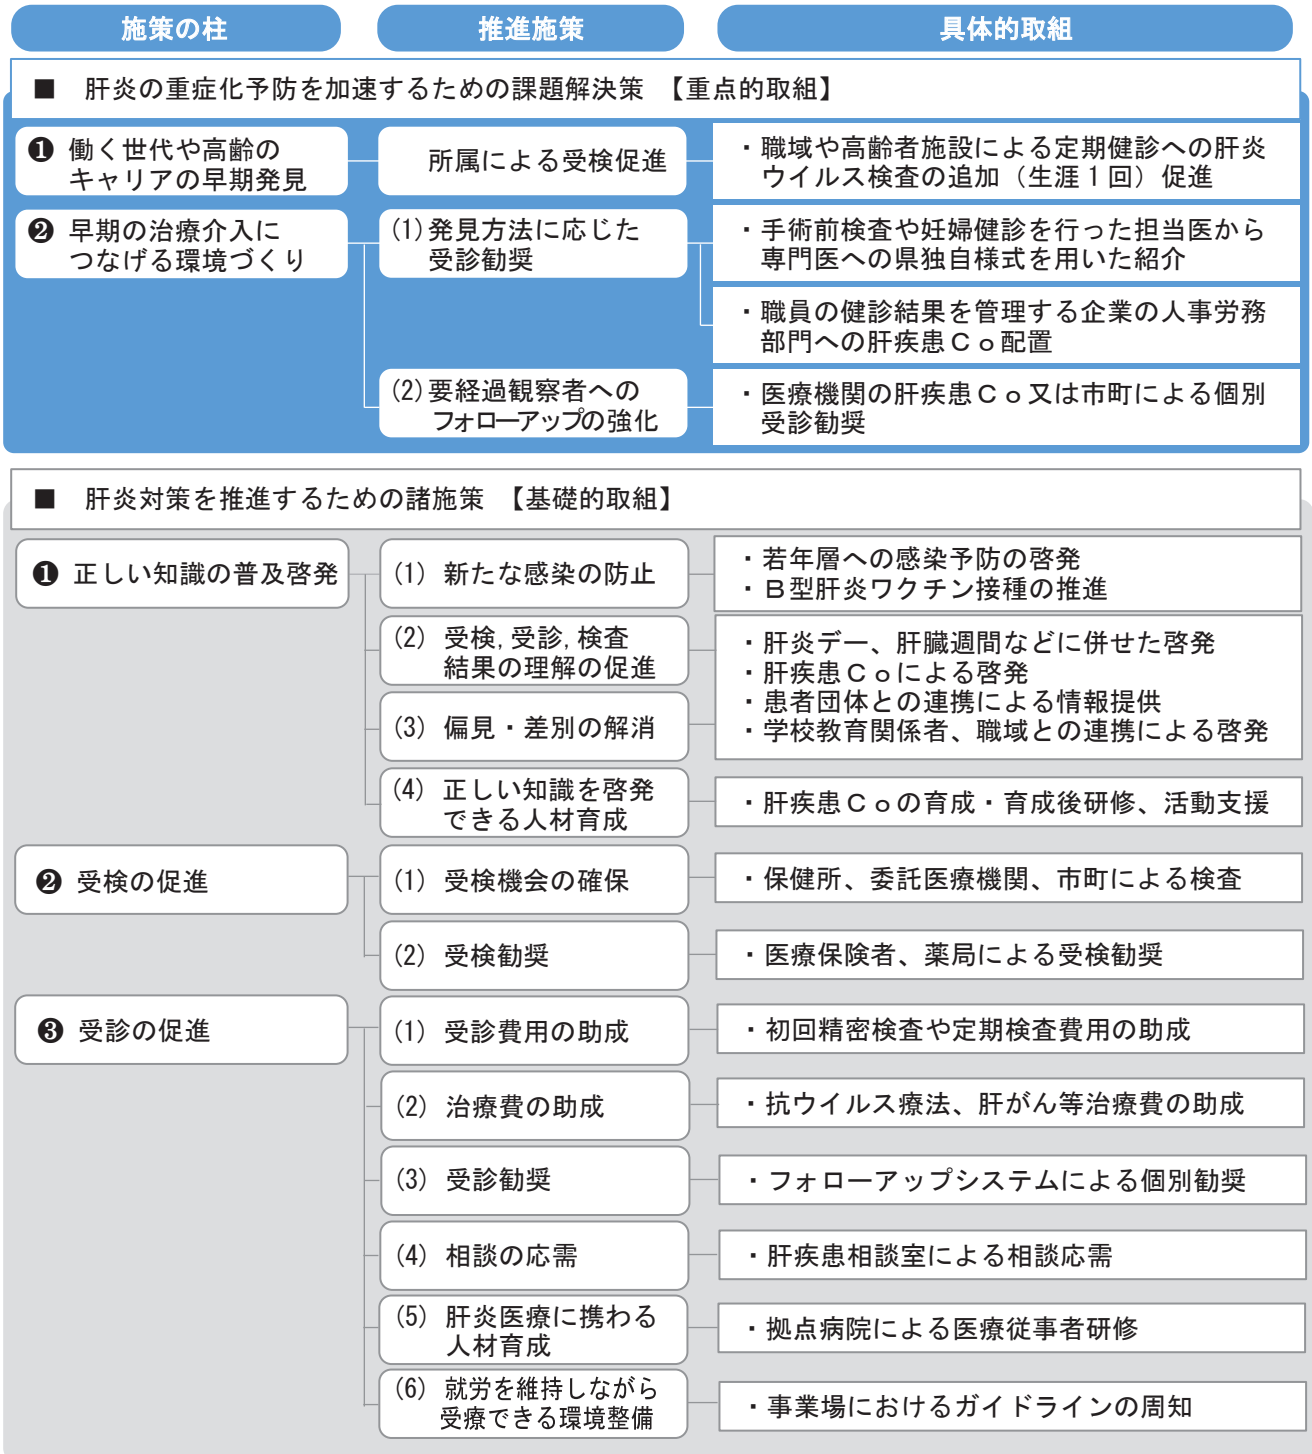 施策の柱
推進施策
具体的取組
■ 肝炎の重症化予防を加速するための課題解決策 【重点的取組】
❶ 働く世代や高齢の
キャリアの早期発見
所属による受検促進
・職域や高齢者施設による定期健診への肝炎
ウイルス検査の追加（生涯１回）促進
❷ 早期の治療介入に
つなげる環境づくり
(1)発見方法に応じた
受診勧奨
・手術前検査や妊婦健診を行った担当医から
専門医への県独自様式を用いた紹介
・職員の健診結果を管理する企業の人事労務
部門への肝疾患Ｃｏ配置
(2)要経過観察者への
フォローアップの強化
・医療機関の肝疾患Ｃｏ又は市町による個別
受診勧奨
■ 肝炎対策を推進するための諸施策 【基礎的取組】
❶ 正しい知識の普及啓発
(1) 新たな感染の防止
・若年層への感染予防の啓発
・Ｂ型肝炎ワクチン接種の推進
(2) 受検,受診,検査
結果の理解の促進
(3) 偏見・差別の解消
・肝炎デー、肝臓週間などに併せた啓発
・肝疾患Ｃｏによる啓発
・患者団体との連携による情報提供
・学校教育関係者、職域との連携による啓発
(4) 正しい知識を啓発
できる人材育成
・肝疾患Ｃｏの育成・育成後研修、活動支援
❷ 受検の促進
(1) 受検機会の確保
・保健所、委託医療機関、市町による検査
(2) 受検勧奨
・医療保険者、薬局による受検勧奨
❸ 受診の促進
(1) 受診費用の助成
・初回精密検査や定期検査費用の助成
(2) 治療費の助成
・抗ウイルス療法、肝がん等治療費の助成
(3) 受診勧奨
・フォローアップシステムによる個別勧奨
(4) 相談の応需
・肝疾患相談室による相談応需
(5) 肝炎医療に携わる
人材育成
・拠点病院による医療従事者研修
(6) 就労を維持しながら
受療できる環境整備
・事業場におけるガイドラインの周知